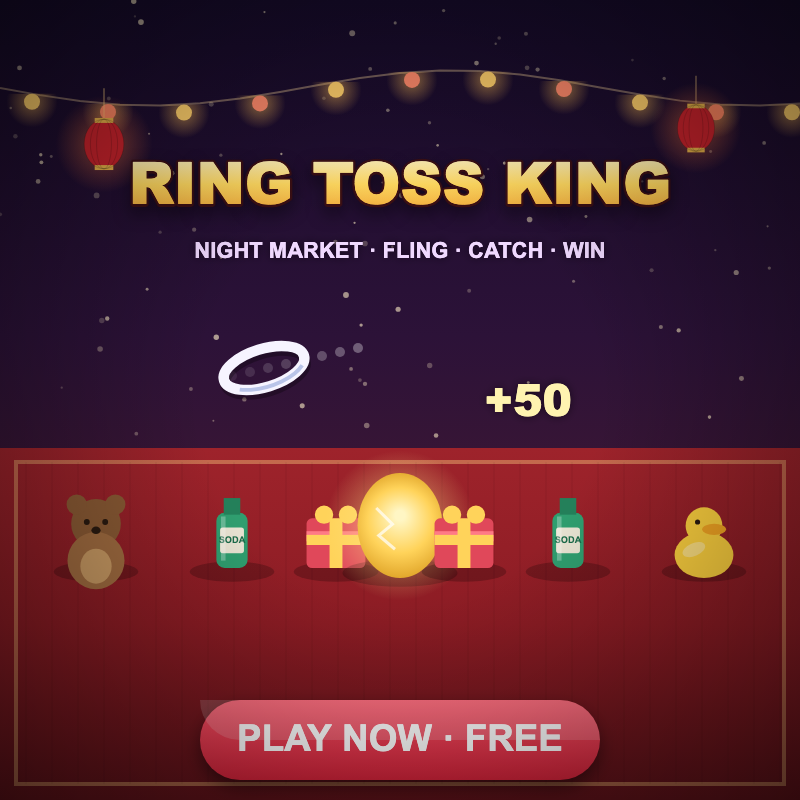 RING TOSS KING
NIGHT MARKET · FLING · CATCH · WIN
+50
SODA
SODA
PLAY NOW · FREE